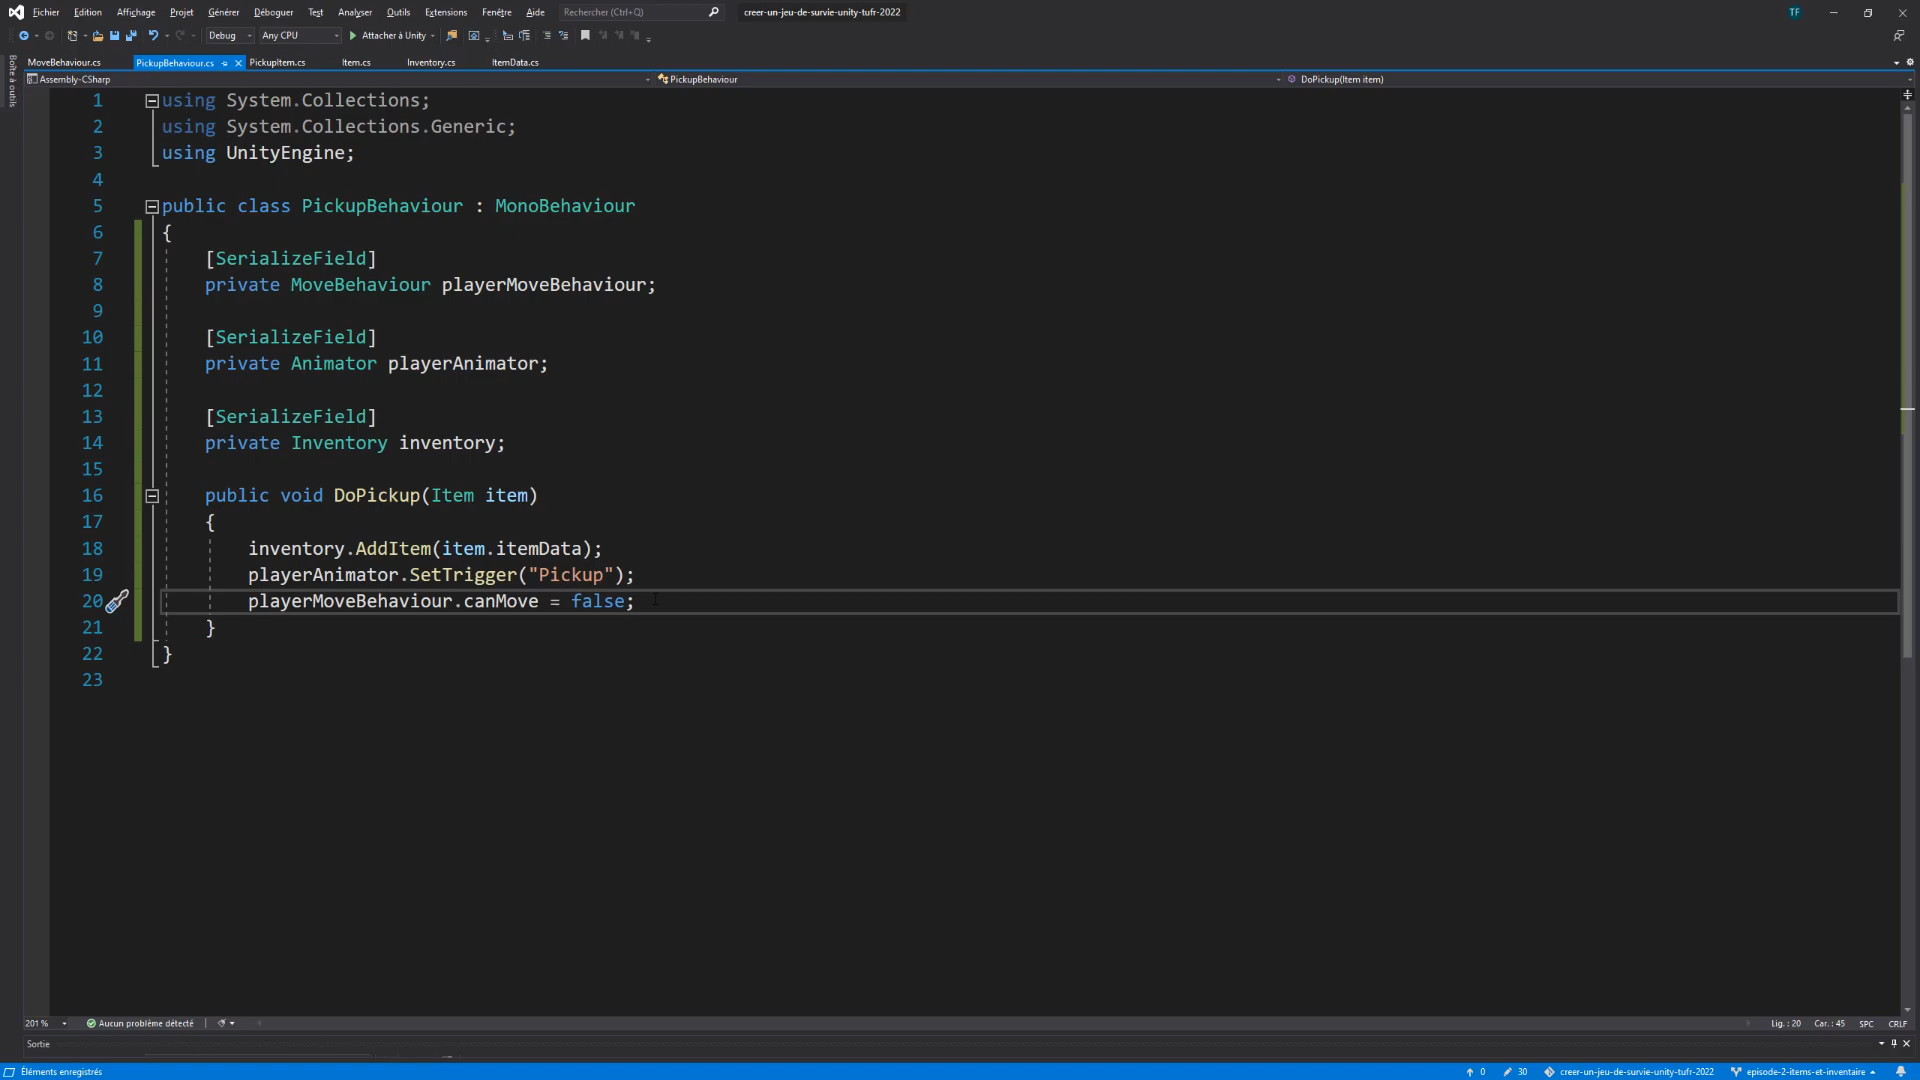 Fichier Edition Affichage Projet Générer Déboguer Test Analyser Outils Extensions Fenêtre Aide Rechercher (Ctrl+Q) creer-un-jeu-de-survie-unity-tufr-2022 TF
Debug Any CPU Attacher à Unity
Boîte à outils
MoveBehaviour.cs PickupBehaviour.cs PickupItem.cs Item.cs Inventory.cs ItemData.cs
Assembly-CSharp PickupBehaviour DoPickup(Item item)
1 using System.Collections;
2 using System.Collections.Generic;
3 using UnityEngine;
4
5 public class PickupBehaviour : MonoBehaviour
6 {
7 [SerializeField]
8 private MoveBehaviour playerMoveBehaviour;
9
10 [SerializeField]
11 private Animator playerAnimator;
12
13 [SerializeField]
14 private Inventory inventory;
15
16 public void DoPickup(Item item)
17 {
18 inventory.AddItem(item.itemData);
19 playerAnimator.SetTrigger("Pickup");
20 playerMoveBehaviour.canMove = false;
21 }
22 }
23
201 % Aucun problème détecté Lig. : 20 Car. : 45 SPC CRLF
Sortie
Éléments enregistrés 0 30 creer-un-jeu-de-survie-unity-tufr-2022 episode-2-items-et-inventaire